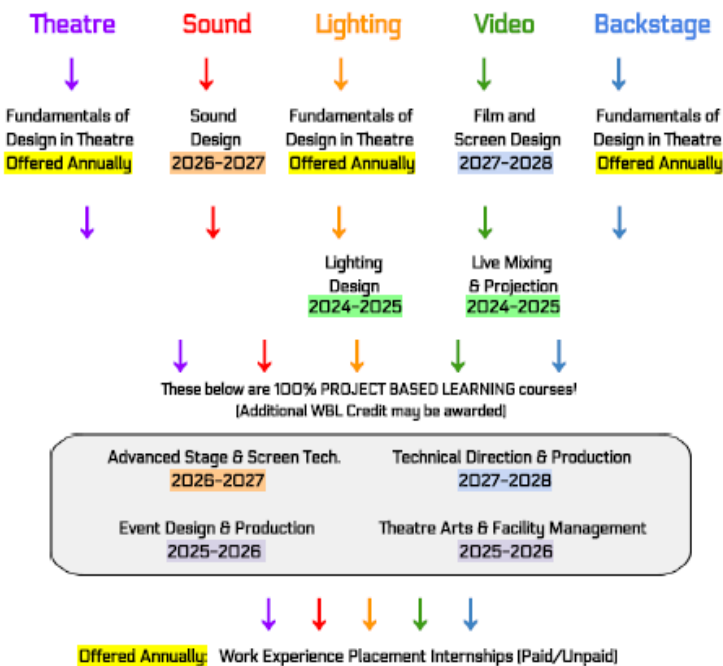 Theatre Sound Lighting Video Backstage
Fundamentals of Sound Fundamentals of Film and Fundamentals of
Design in Theatre Design Design in Theatre Screen Design Design in Theatre
Offered Annually 2026-2027 Offered Annually 2027-2028 Offered Annually
Lighting Live Mixing
Design & Projection
2024-2025 2024-2025
These below are 100% PROJECT BASED LEARNING courses!
(Additional WBL Credit may be awarded)
Advanced Stage & Screen Tech. Technical Direction & Production
2026-2027 2027-2028
Event Design & Production Theatre Arts & Facility Management
2025-2026 2025-2026
Offered Annually: Work Experience Placement Internships (Paid/Unpaid)